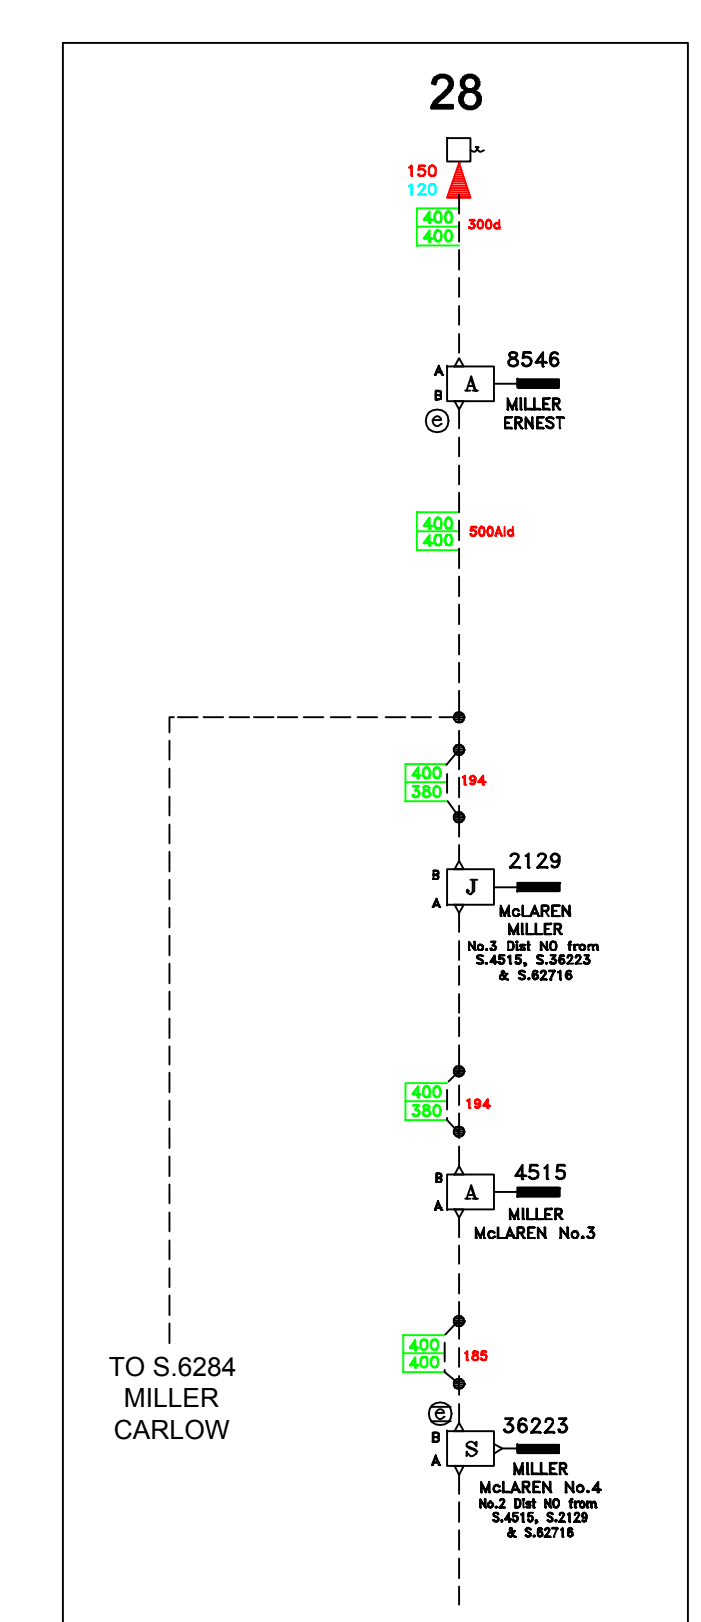 28
150
120
400
400
300d
A
B
A
8546
MILLER
ERNEST
e
400
400
500Ald
400
380
194
B
A
J
2129
McLAREN
MILLER
No.3 Dist NO from
S.4515, S.36223
& S.62716
400
380
194
B
A
A
4515
MILLER
McLAREN No.3
400
400
185
TO S.6284
MILLER
CARLOW
e
B
A
S
36223
MILLER
McLAREN No.4
No.2 Dist NO from
S.4515, S.2129
& S.62716